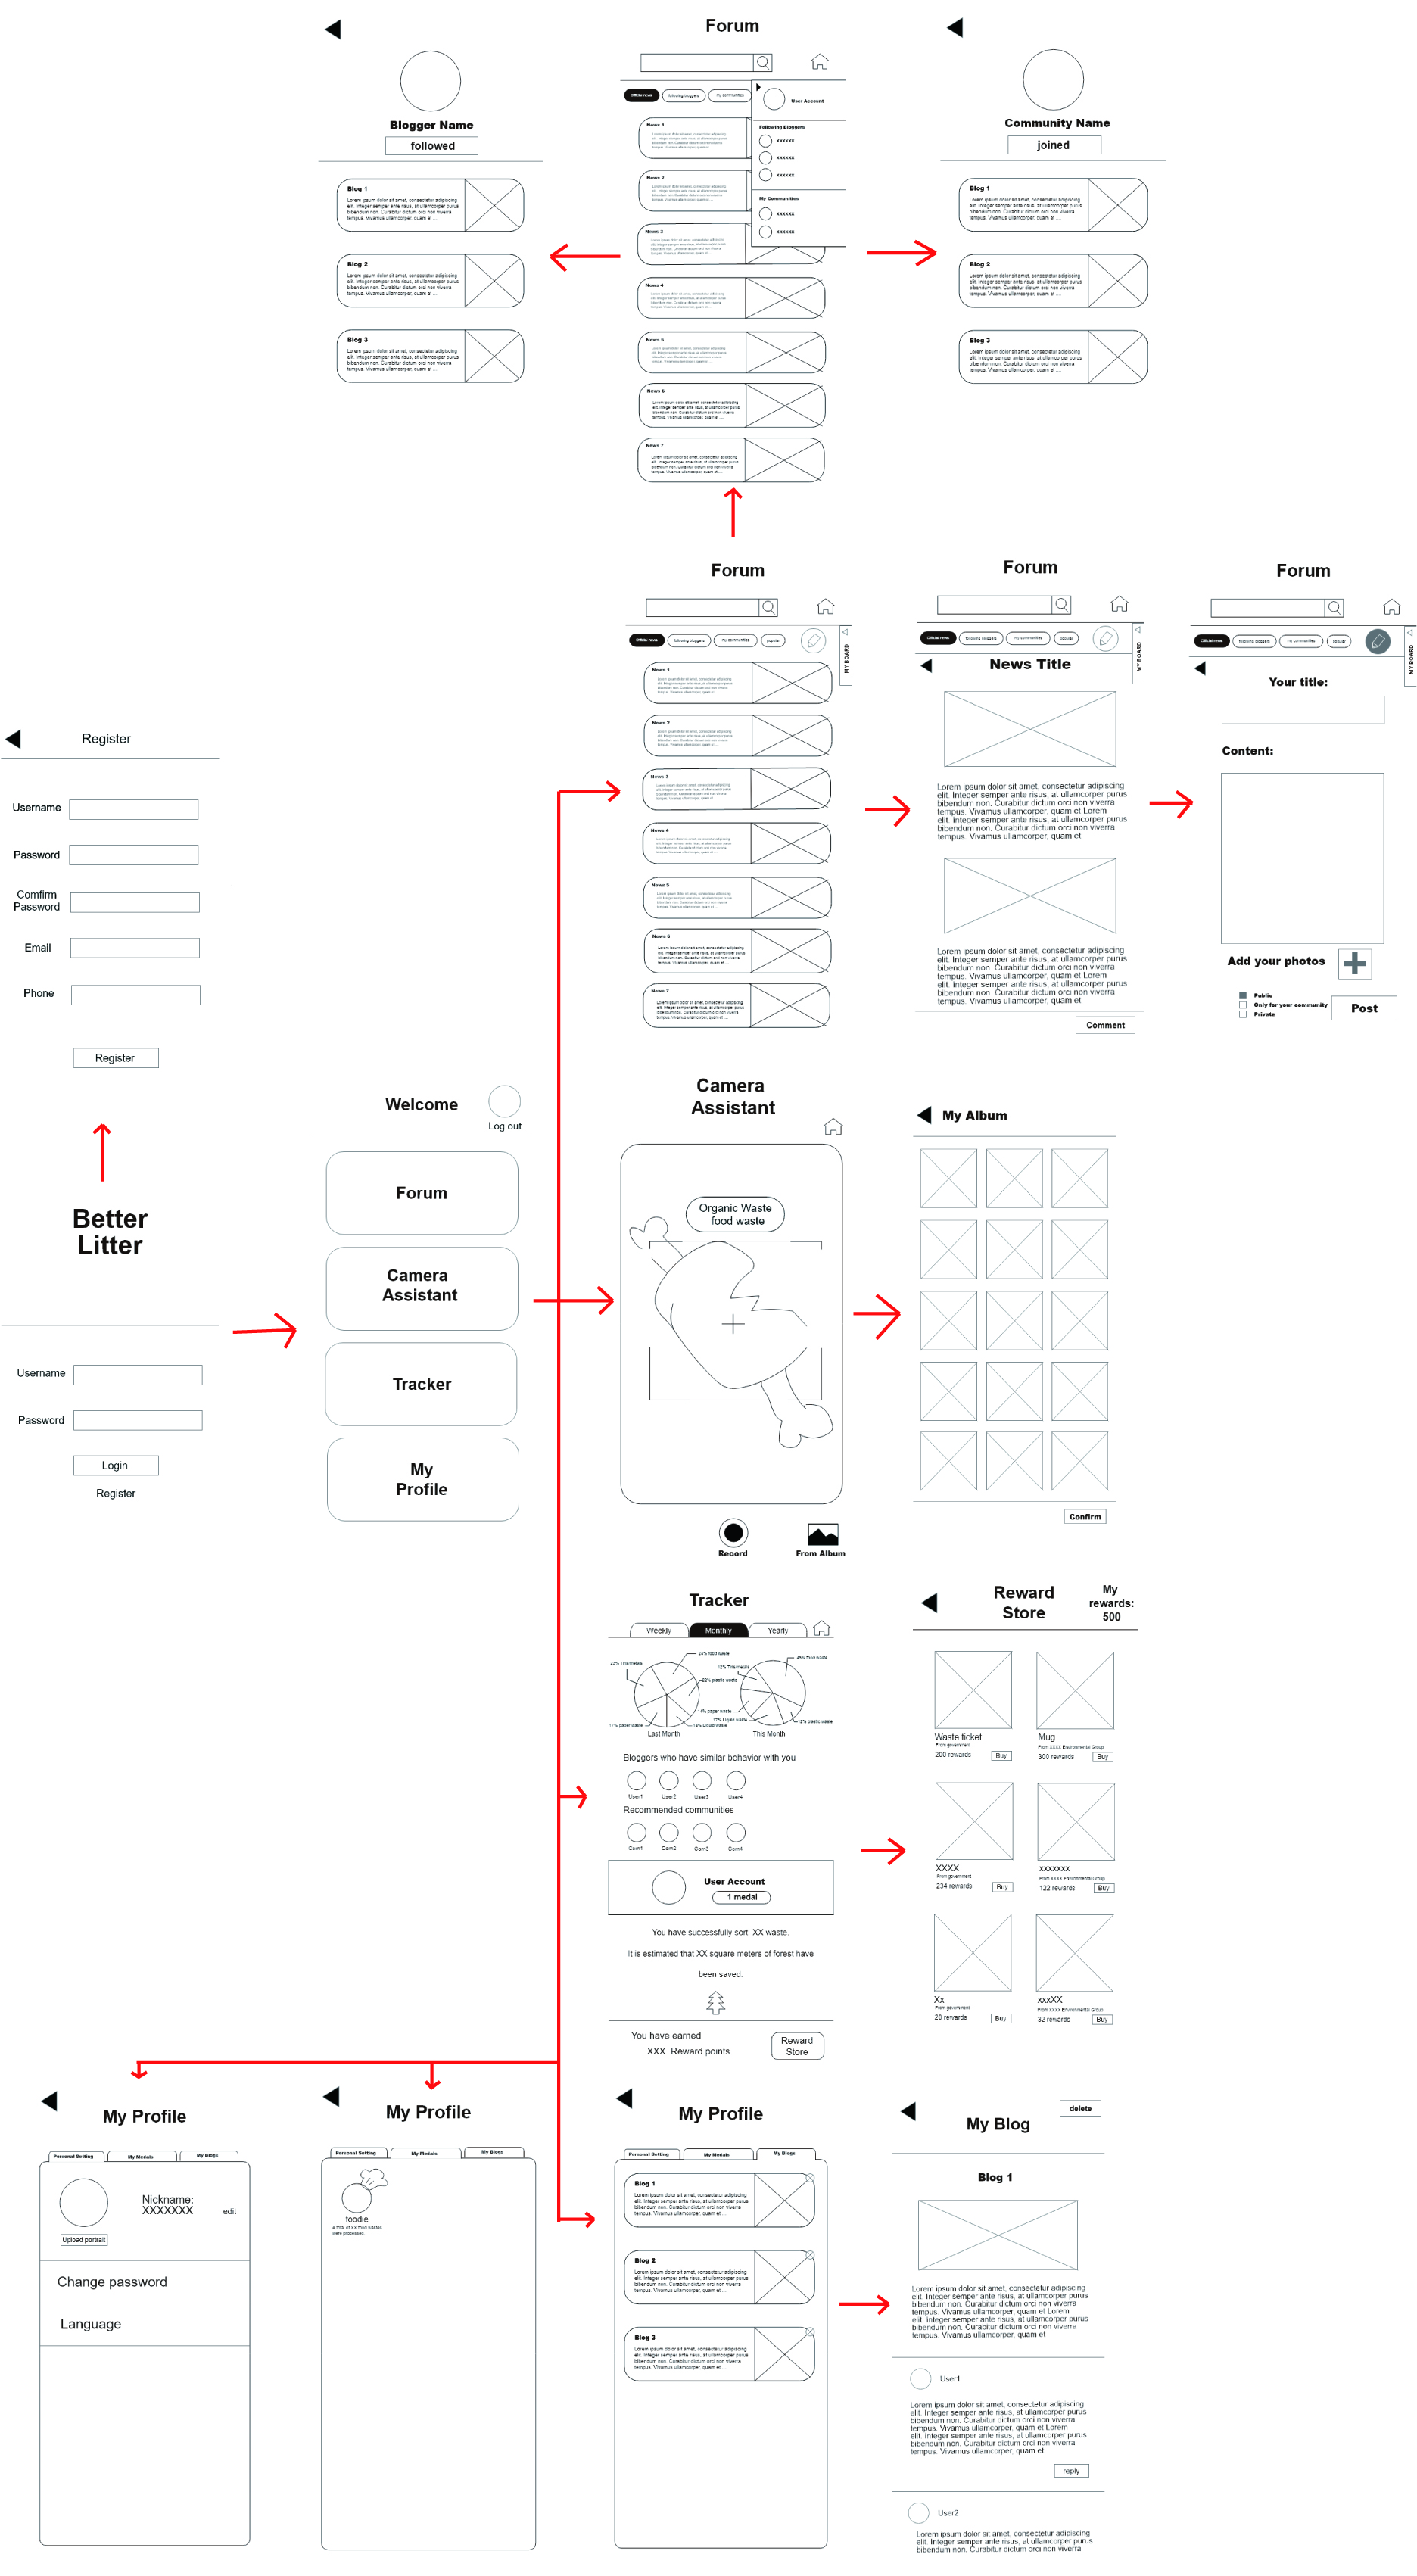 Blogger Name
followed
Blog 1
Lorem ipsum dolor sit amet, consectetur adipiscing
elit. Integer semper ante risus, at ullamcorper purus
bibendum non. Curabitur dictum orci non viverra
tempus. Vivamus ullamcorper, quam et ...
Blog 2
Lorem ipsum dolor sit amet, consectetur adipiscing
elit. Integer semper ante risus, at ullamcorper purus
bibendum non. Curabitur dictum orci non viverra
tempus. Vivamus ullamcorper, quam et ...
Blog 3
Lorem ipsum dolor sit amet, consectetur adipiscing
elit. Integer semper ante risus, at ullamcorper purus
bibendum non. Curabitur dictum orci non viverra
tempus. Vivamus ullamcorper, quam et ...
Forum
Official news
following bloggers
my communities
User Account
Following Bloggers
xxxxxx
xxxxxx
xxxxxx
My Communities
xxxxxx
xxxxxx
News 1
News 2
News 3
News 4
News 5
News 6
News 7
Community Name
joined
Blog 1
Lorem ipsum dolor sit amet, consectetur adipiscing
elit. Integer semper ante risus, at ullamcorper purus
bibendum non. Curabitur dictum orci non viverra
tempus. Vivamus ullamcorper, quam et ...
Blog 2
Lorem ipsum dolor sit amet, consectetur adipiscing
elit. Integer semper ante risus, at ullamcorper purus
bibendum non. Curabitur dictum orci non viverra
tempus. Vivamus ullamcorper, quam et ...
Blog 3
Lorem ipsum dolor sit amet, consectetur adipiscing
elit. Integer semper ante risus, at ullamcorper purus
bibendum non. Curabitur dictum orci non viverra
tempus. Vivamus ullamcorper, quam et ...
Forum
Official news
following bloggers
my communities
popular
MY BOARD
News 1
News 2
News 3
News 4
News 5
News 6
News 7
Forum
Official news
following bloggers
my communities
popular
MY BOARD
News Title
Lorem ipsum dolor sit amet, consectetur adipiscing
elit. Integer semper ante risus, at ullamcorper purus
bibendum non. Curabitur dictum orci non viverra
tempus. Vivamus ullamcorper, quam et Lorem
elit. Integer semper ante risus, at ullamcorper purus
bibendum non. Curabitur dictum orci non viverra
tempus. Vivamus ullamcorper, quam et
Lorem ipsum dolor sit amet, consectetur adipiscing
elit. Integer semper ante risus, at ullamcorper purus
bibendum non. Curabitur dictum orci non viverra
tempus. Vivamus ullamcorper, quam et Lorem
elit. Integer semper ante risus, at ullamcorper purus
bibendum non. Curabitur dictum orci non viverra
tempus. Vivamus ullamcorper, quam et
Comment
Forum
Official news
following bloggers
my communities
popular
MY BOARD
Your title:
Content:
Add your photos
Public
Only for your community
Private
Post
Register
Username
Password
Comfirm
Password
Email
Phone
Register
Better
Litter
Username
Password
Login
Register
Welcome
Log out
Forum
Camera
Assistant
Tracker
My
Profile
Camera
Assistant
Organic Waste
food waste
Record
From Album
My Album
Confirm
Tracker
Weekly
Monthly
Yearly
24% food waste
22% plastic waste
14% Liquid waste
17% paper waste
Last Month
12% plastic waste
17% Liquid waste
14% paper waste
This Month
Bloggers who have similar behavior with you
User1
User2
User3
User4
Recommended communities
Com1
Com2
Com3
Com4
User Account
1 medal
You have successfully sort XX waste.
It is estimated that XX square meters of forest have
been saved.
You have earned
XXX Reward points
Reward
Store
Reward
Store
My
rewards:
500
Waste ticket
From government
200 rewards
Buy
Mug
From XXXX Environmental Group
300 rewards
Buy
XXXX
From government
234 rewards
Buy
xxxxxxx
From XXXX Environmental Group
122 rewards
Buy
Xx
From government
20 rewards
Buy
xxxXX
From XXXX Environmental Group
32 rewards
Buy
My Profile
Personal Setting
My Medals
My Blogs
Nickname:
XXXXXXX
edit
Upload portrait
Change password
Language
My Profile
Personal Setting
My Medals
My Blogs
foodie
A total of XX food wastes
were processed
My Profile
Personal Setting
My Medals
My Blogs
Blog 1
Lorem ipsum dolor sit amet, consectetur adipiscing
elit. Integer semper ante risus, at ullamcorper purus
bibendum non. Curabitur dictum orci non viverra
tempus. Vivamus ullamcorper, quam et ...
Blog 2
Lorem ipsum dolor sit amet, consectetur adipiscing
elit. Integer semper ante risus, at ullamcorper purus
bibendum non. Curabitur dictum orci non viverra
tempus. Vivamus ullamcorper, quam et ...
Blog 3
Lorem ipsum dolor sit amet, consectetur adipiscing
elit. Integer semper ante risus, at ullamcorper purus
bibendum non. Curabitur dictum orci non viverra
tempus. Vivamus ullamcorper, quam et ...
delete
My Blog
Blog 1
Lorem ipsum dolor sit amet, consectetur adipiscing
elit. Integer semper ante risus, at ullamcorper purus
bibendum non. Curabitur dictum orci non viverra
tempus. Vivamus ullamcorper, quam et Lorem
elit. Integer semper ante risus, at ullamcorper purus
bibendum non. Curabitur dictum orci non viverra
tempus. Vivamus ullamcorper, quam et
User1
Lorem ipsum dolor sit amet, consectetur adipiscing
elit. Integer semper ante risus, at ullamcorper purus
bibendum non. Curabitur dictum orci non viverra
tempus. Vivamus ullamcorper, quam et Lorem
elit. Integer semper ante risus, at ullamcorper purus
bibendum non. Curabitur dictum orci non viverra
tempus. Vivamus ullamcorper, quam et
reply
User2
Lorem ipsum dolor sit amet, consectetur adipiscing
elit. Integer semper ante risus, at ullamcorper purus
bibendum non. Curabitur dictum orci non viverra